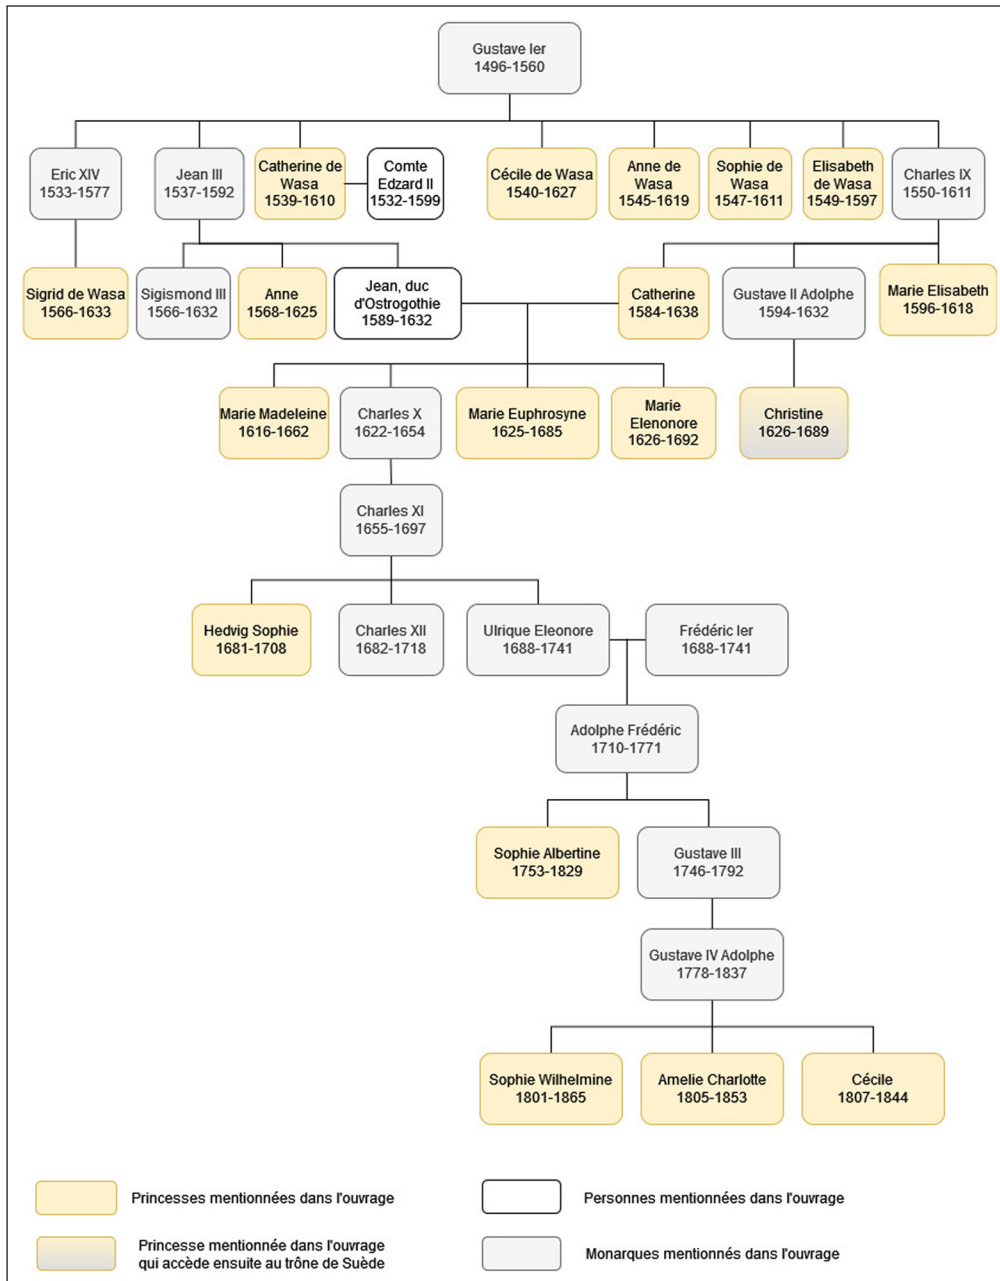 Gustave Ier
1496-1560
Eric XIV
1533-1577
Jean III
1537-1592
Catherine de
Wasa
1539-1610
Comte
Edzard II
1532-1599
Cécile de Wasa
1540-1627
Anne de
Wasa
1545-1619
Sophie de
Wasa
1547-1611
Elisabeth
de Wasa
1549-1597
Charles IX
1550-1611
Sigrid de Wasa
1566-1633
Sigismond III
1566-1632
Anne
1568-1625
Jean, duc
d'Ostrogothie
1589-1632
Catherine
1584-1638
Gustave II Adolphe
1594-1632
Marie Elisabeth
1596-1618
Marie Madeleine
1616-1662
Charles X
1622-1654
Marie Euphrosyne
1625-1685
Marie
Elenonore
1626-1692
Christine
1626-1689
Charles XI
1655-1697
Hedvig Sophie
1681-1708
Charles XII
1682-1718
Ulrique Eleonore
1688-1741
Frédéric Ier
1688-1741
Adolphe Frédéric
1710-1771
Sophie Albertine
1753-1829
Gustave III
1746-1792
Gustave IV Adolphe
1778-1837
Sophie Wilhelmine
1801-1865
Amelie Charlotte
1805-1853
Cécile
1807-1844
Princesses mentionnées dans l'ouvrage
Personnes mentionnées dans l'ouvrage
Princesse mentionnée dans l'ouvrage
qui accède ensuite au trône de Suède
Monarques mentionnés dans l'ouvrage